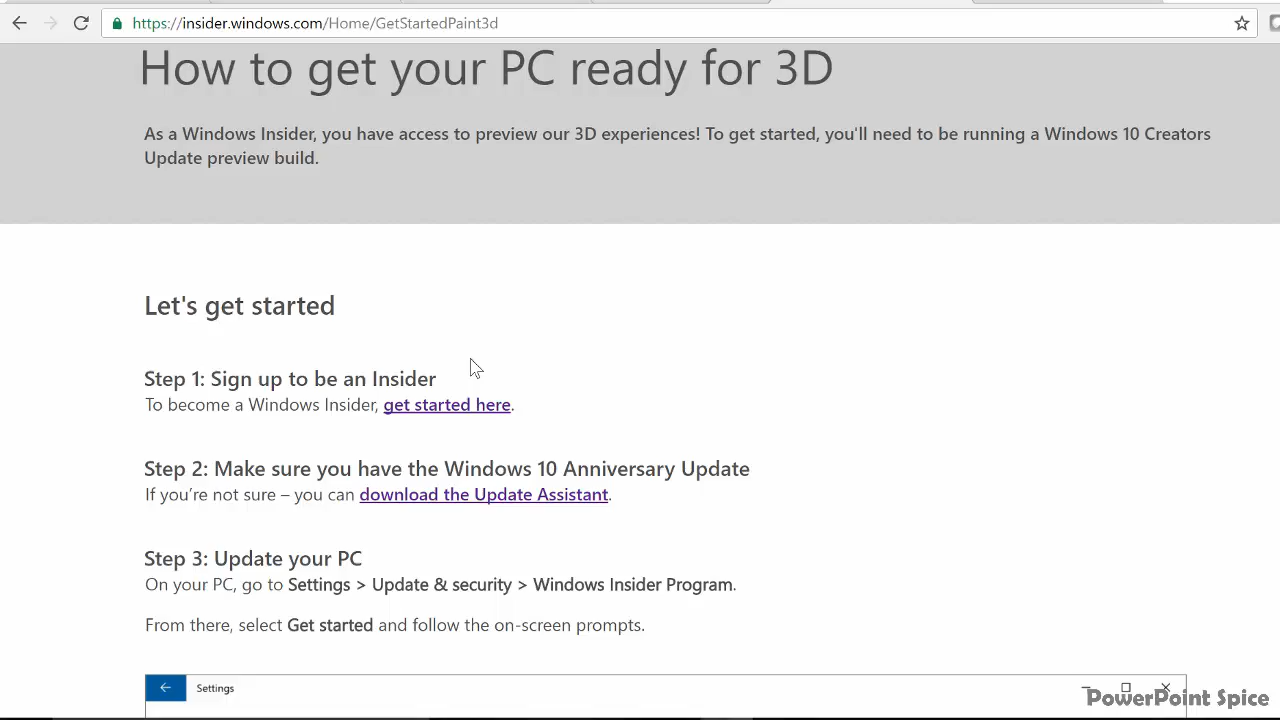 https://insider.windows.com/Home/GetStartedPaint3d
How to get your PC ready for 3D
As a Windows Insider, you have access to preview our 3D experiences! To get started, you'll need to be running a Windows 10 Creators
Update preview build.
Let's get started
Step 1: Sign up to be an Insider
To become a Windows Insider, get started here.
Step 2: Make sure you have the Windows 10 Anniversary Update
If you're not sure – you can download the Update Assistant.
Step 3: Update your PC
On your PC, go to Settings > Update & security > Windows Insider Program.
From there, select Get started and follow the on-screen prompts.
Settings
PowerPoint Spice